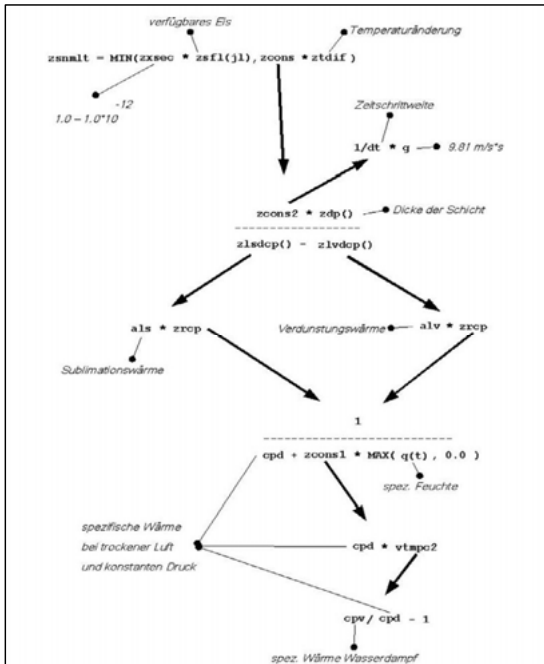 verfügbares Eis
Temperaturänderung
zsnmlt = MIN(zxsec * zsfl(jl),zcons *ztdif)
-12
1.0 – 1.0*10
Zeitschrittweite
1/dt * g
9.81 m/s*s
zcons2 * zdp()
Dicke der Schicht
zlsdcp() - zlvdcp()
als * zrcp
Verdunstungswärme
alv * zrcp
Sublimationswärme
1
cpd + zcons1 * MAX( q(t) , 0.0 )
spez. Feuchte
spezifische Wärme
bei trockener Luft
und konstanten Druck
cpd * vtmpc2
cpv/ cpd - 1
spez. Wärme Wasserdampf